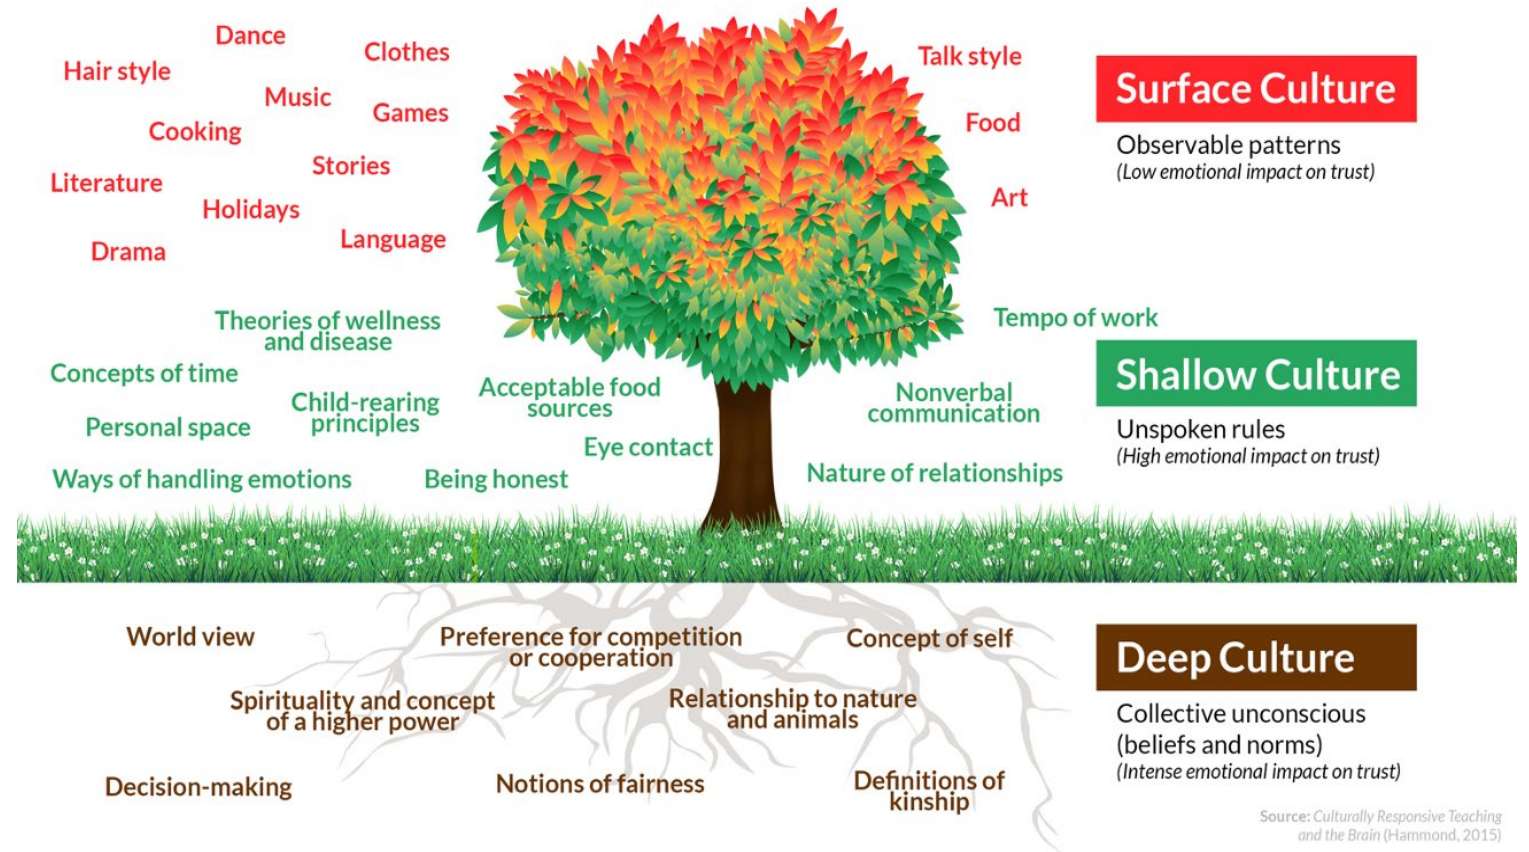 Dance
Clothes
Hair style
Music
Games
Cooking
Stories
Literature
Holidays
Language
Drama
Talk style
Food
Art
Surface Culture
Observable patterns
(Low emotional impact on trust)
Theories of wellness
and disease
Concepts of time
Child-rearing
principles
Personal space
Acceptable food
sources
Eye contact
Ways of handling emotions
Being honest
Tempo of work
Nonverbal
communication
Nature of relationships
Shallow Culture
Unspoken rules
(High emotional impact on trust)
World view
Preference for competition
or cooperation
Concept of self
Spirituality and concept
of a higher power
Relationship to nature
and animals
Decision-making
Notions of fairness
Definitions of
kinship
Deep Culture
Collective unconscious
(beliefs and norms)
(Intense emotional impact on trust)
Source: Culturally Responsive Teaching
and the Brain (Hammond, 2015)